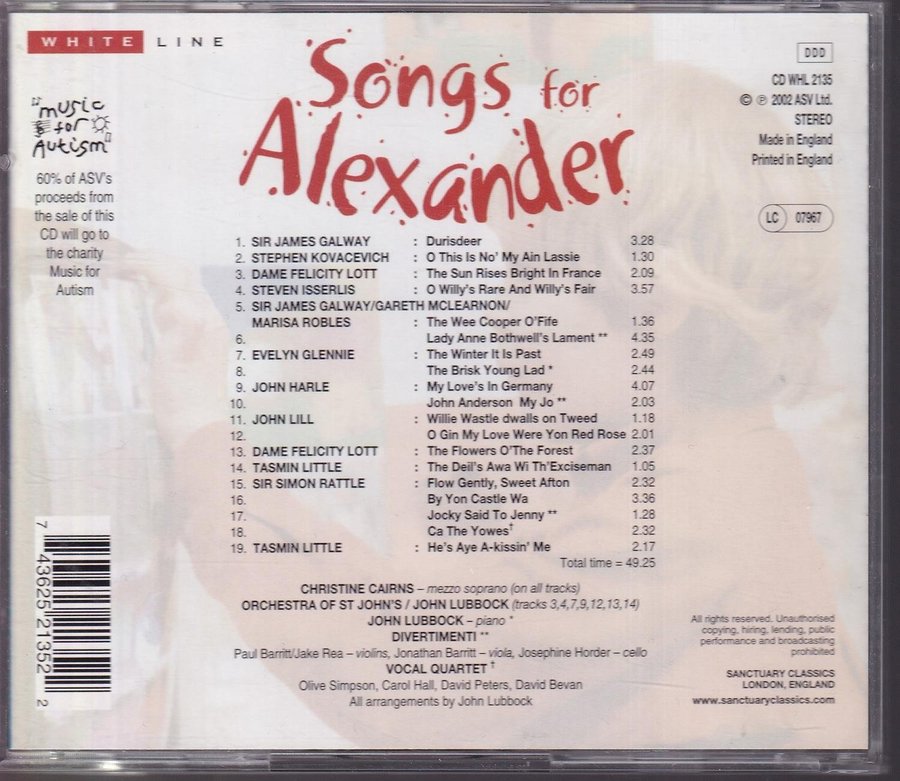 WHITE LINE
Songs for
Alexander
DDD
CD WHL 2135
© ℗ 2002 ASV Ltd.
STEREO
Made in England
Printed in England
LC 07967
music
for
Autism
60% of ASV's
proceeds from
the sale of this
CD will go to
the charity
Music for
Autism
1. SIR JAMES GALWAY : Durisdeer 3.28
2. STEPHEN KOVACEVICH : O This Is No' My Ain Lassie 1.30
3. DAME FELICITY LOTT : The Sun Rises Bright In France 2.09
4. STEVEN ISSERLIS : O Willy's Rare And Willy's Fair 3.57
5. SIR JAMES GALWAY/GARETH MCLEARNON/
MARISA ROBLES : The Wee Cooper O'Fife 1.36
6. Lady Anne Bothwell's Lament ** 4.35
7. EVELYN GLENNIE : The Winter It Is Past 2.49
8. The Brisk Young Lad * 2.44
9. JOHN HARLE : My Love's In Germany 4.07
10. John Anderson My Jo ** 2.03
11. JOHN LILL : Willie Wastle dwalls on Tweed 1.18
12. O Gin My Love Were Yon Red Rose 2.01
13. DAME FELICITY LOTT : The Flowers O'The Forest 2.37
14. TASMIN LITTLE : The Deil's Awa Wi Th'Exciseman 1.05
15. SIR SIMON RATTLE : Flow Gently, Sweet Afton 2.32
16. By Yon Castle Wa 3.36
17. Jocky Said To Jenny ** 1.28
18. Ca The Yowes† 2.32
19. TASMIN LITTLE : He's Aye A-kissin' Me 2.17
Total time = 49.25
CHRISTINE CAIRNS – mezzo soprano (on all tracks)
ORCHESTRA OF ST JOHN'S / JOHN LUBBOCK (tracks 3,4,7,9,12,13,14)
JOHN LUBBOCK – piano *
DIVERTIMENTI **
Paul Barritt/Jake Rea – violins, Jonathan Barritt – viola, Josephine Horder – cello
VOCAL QUARTET †
Olive Simpson, Carol Hall, David Peters, David Bevan
All arrangements by John Lubbock
All rights reserved. Unauthorised
copying, hiring, lending, public
performance and broadcasting
prohibited
SANCTUARY CLASSICS
LONDON, ENGLAND
www.sanctuaryclassics.com
7 43625 21352 2